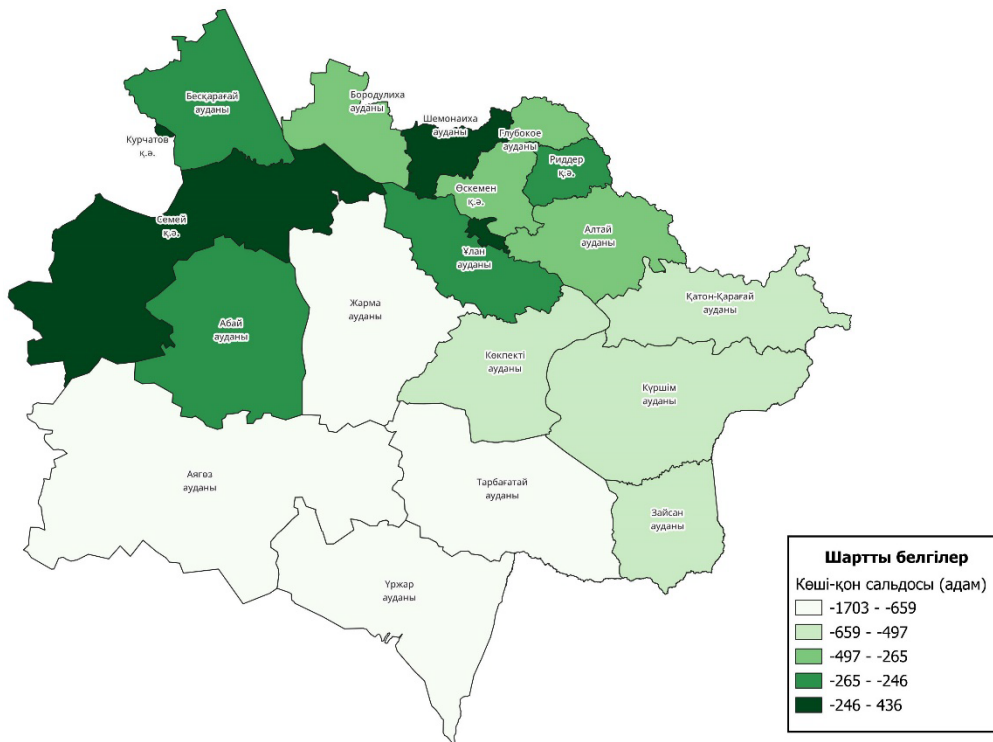 Бесқарағай
ауданы
Бородулиха
ауданы
Шемонаиха
ауданы
Глубокое
ауданы
Курчатов
қ.ә.
Риддер
қ.ә.
Өскемен
қ.ә.
Семей
қ.ә.
Алтай
ауданы
Ұлан
ауданы
Қатон-Қарағай
ауданы
Жарма
ауданы
Абай
ауданы
Көкпекті
ауданы
Күршім
ауданы
Аягөз
ауданы
Тарбағатай
ауданы
Зайсан
ауданы
Үржар
ауданы
Шартты белгілер
Көші-қон сальдосы (адам)
-1703 - -659
-659 - -497
-497 - -265
-265 - -246
-246 - 436